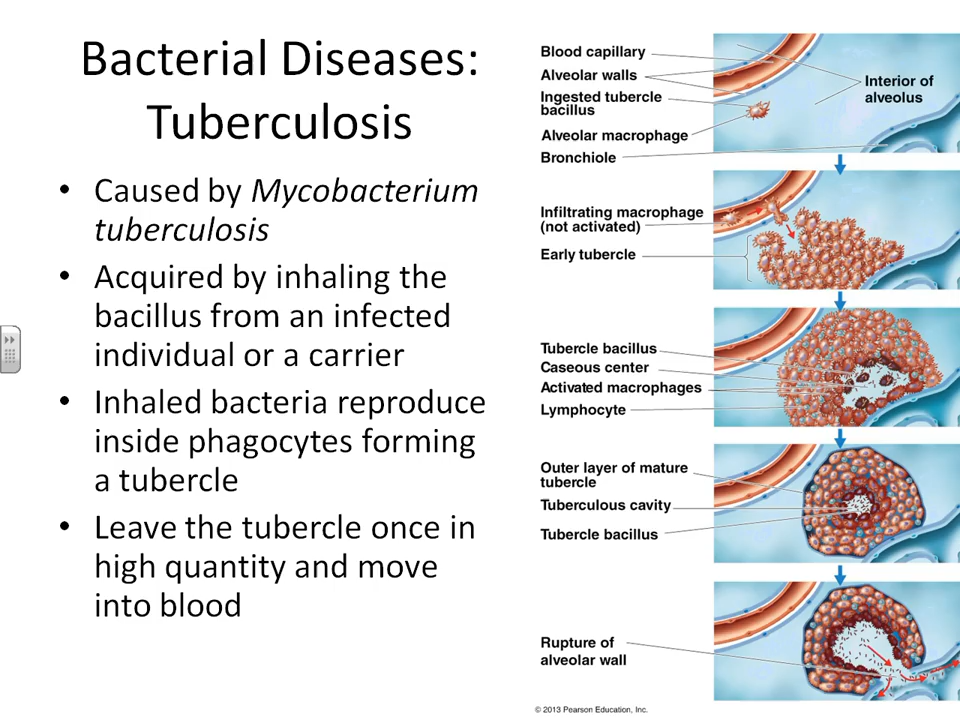 Bacterial Diseases:
Tuberculosis
• Caused by Mycobacterium
tuberculosis
• Acquired by inhaling the
bacillus from an infected
individual or a carrier
• Inhaled bacteria reproduce
inside phagocytes forming
a tubercle
• Leave the tubercle once in
high quantity and move
into blood
Blood capillary
Alveolar walls
Ingested tubercle
bacillus
Alveolar macrophage
Bronchiole
Interior of
alveolus
Infiltrating macrophage
(not activated)
Early tubercle
Tubercle bacillus
Caseous center
Activated macrophages
Lymphocyte
Outer layer of mature
tubercle
Tuberculous cavity
Tubercle bacillus
Rupture of
alveolar wall
© 2013 Pearson Education, Inc.